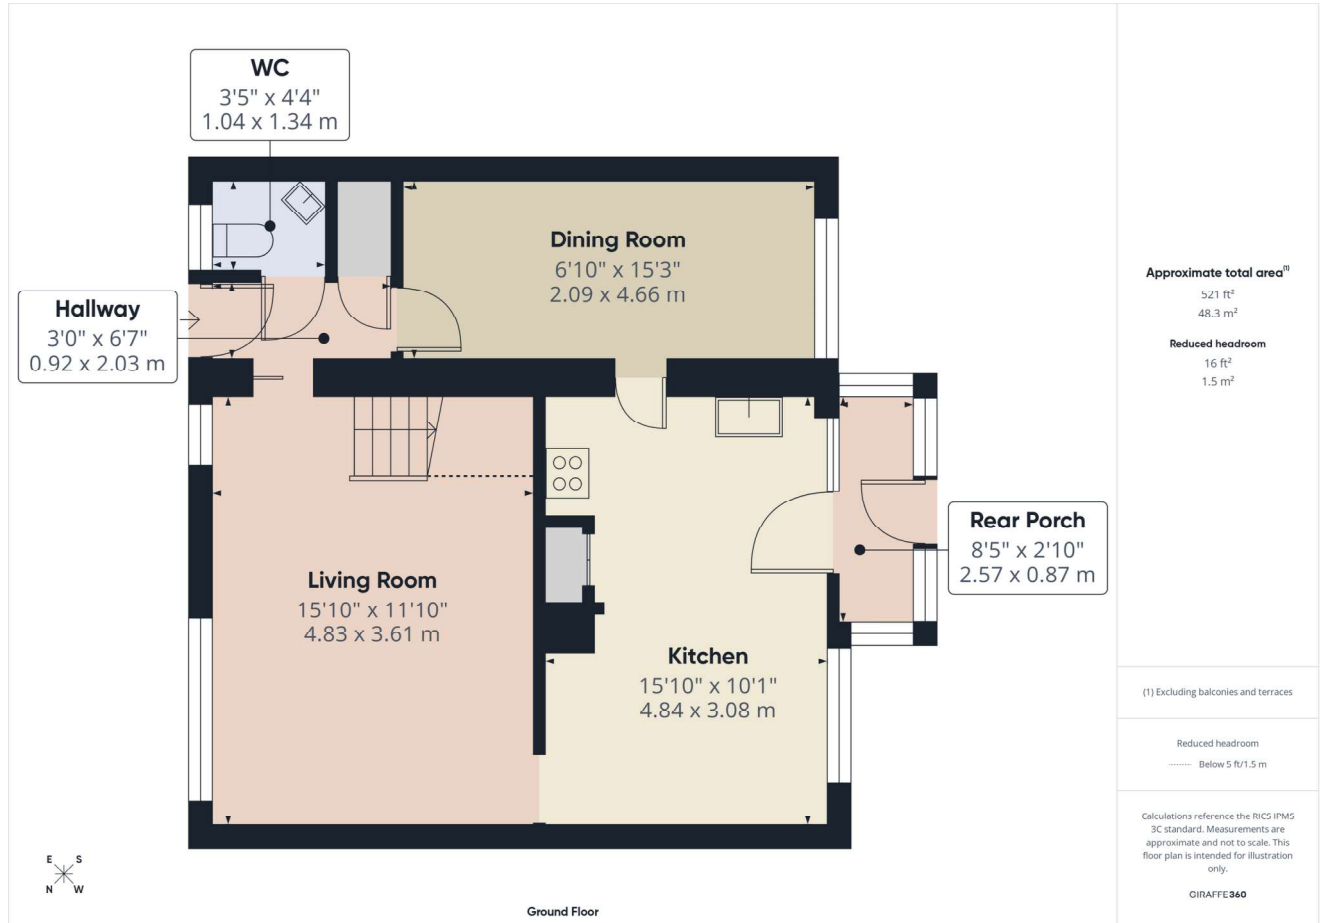 WC
3'5" x 4'4"
1.04 x 1.34 m
Dining Room
6'10" x 15'3"
2.09 x 4.66 m
Hallway
3'0" x 6'7"
0.92 x 2.03 m
Living Room
15'10" x 11'10"
4.83 x 3.61 m
Rear Porch
8'5" x 2'10"
2.57 x 0.87 m
Kitchen
15'10" x 10'1"
4.84 x 3.08 m
E S
N W
Ground Floor
Approximate total area(1)
521 ft²
48.3 m²
Reduced headroom
16 ft²
1.5 m²
(1) Excluding balconies and terraces
Reduced headroom
Below 5 ft/1.5 m
Calculations reference the RICS IPMS
3C standard. Measurements are
approximate and not to scale. This
floor plan is intended for illustration
only.
GIRAFFE360